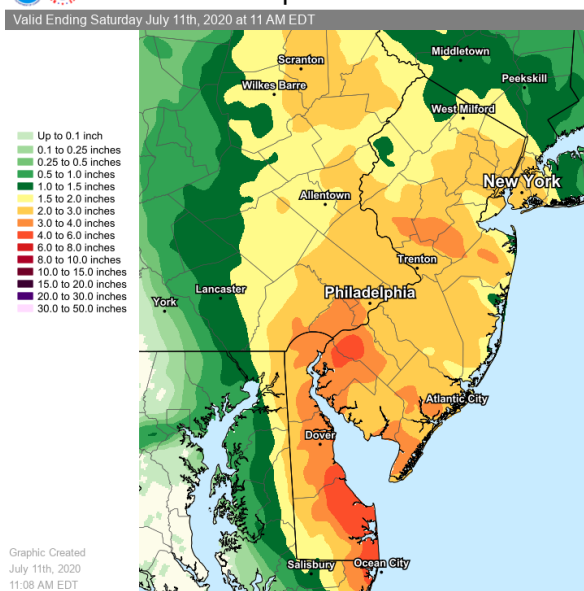 Valid Ending Saturday July 11th, 2020 at 11 AM EDT
Up to 0.1 inch
0.1 to 0.25 inches
0.25 to 0.5 inches
0.5 to 1.0 inches
1.0 to 1.5 inches
1.5 to 2.0 inches
2.0 to 3.0 inches
3.0 to 4.0 inches
4.0 to 6.0 inches
6.0 to 8.0 inches
8.0 to 10.0 inches
10.0 to 15.0 inches
15.0 to 20.0 inches
20.0 to 30.0 inches
30.0 to 50.0 inches
Middletown
Scranton
Peekskill
Wilkes Barre
West Milford
New York
Allentown
Trenton
Lancaster
Philadelphia
York
Atlantic City
Dover
Salisbury
Ocean City
Graphic Created
July 11th, 2020
11:08 AM EDT